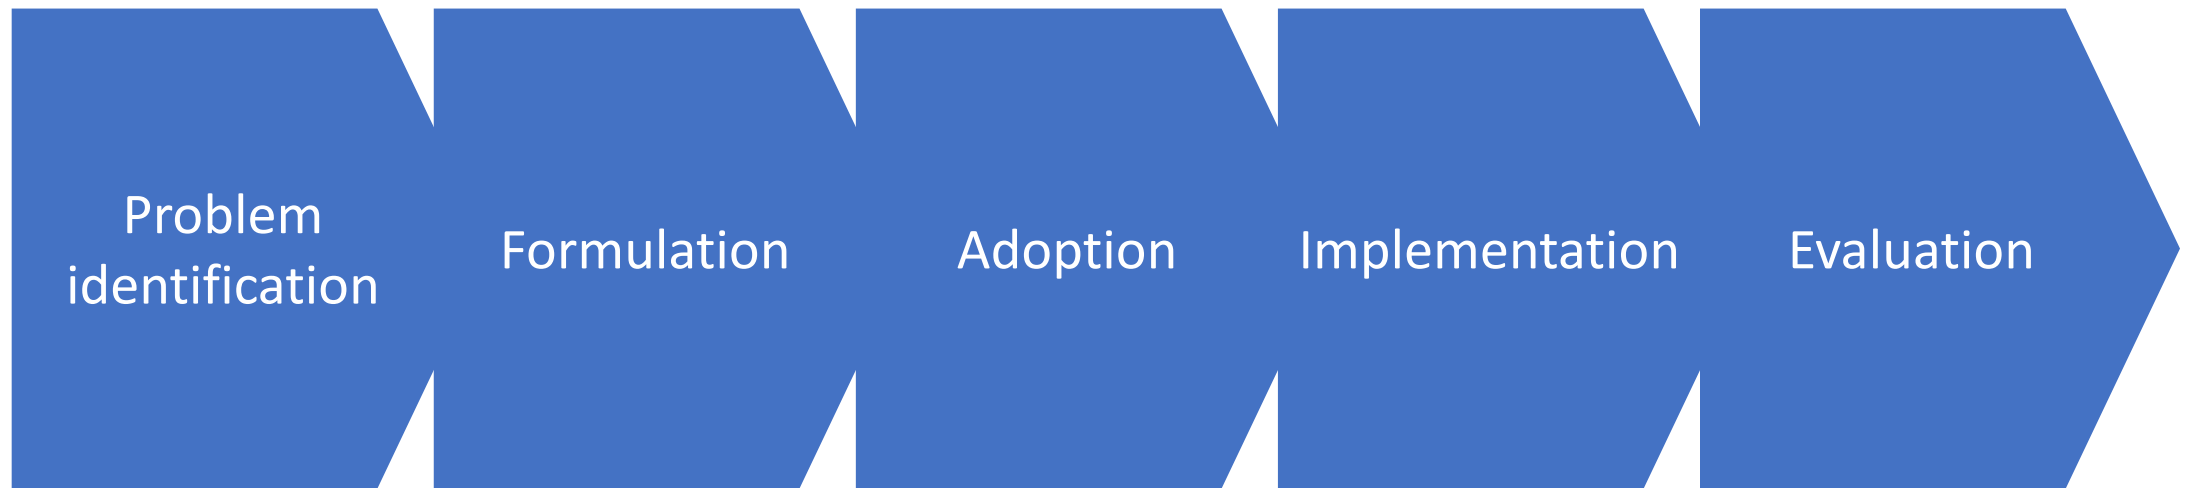 Problem
identification
Formulation
Adoption
Implementation
Evaluation